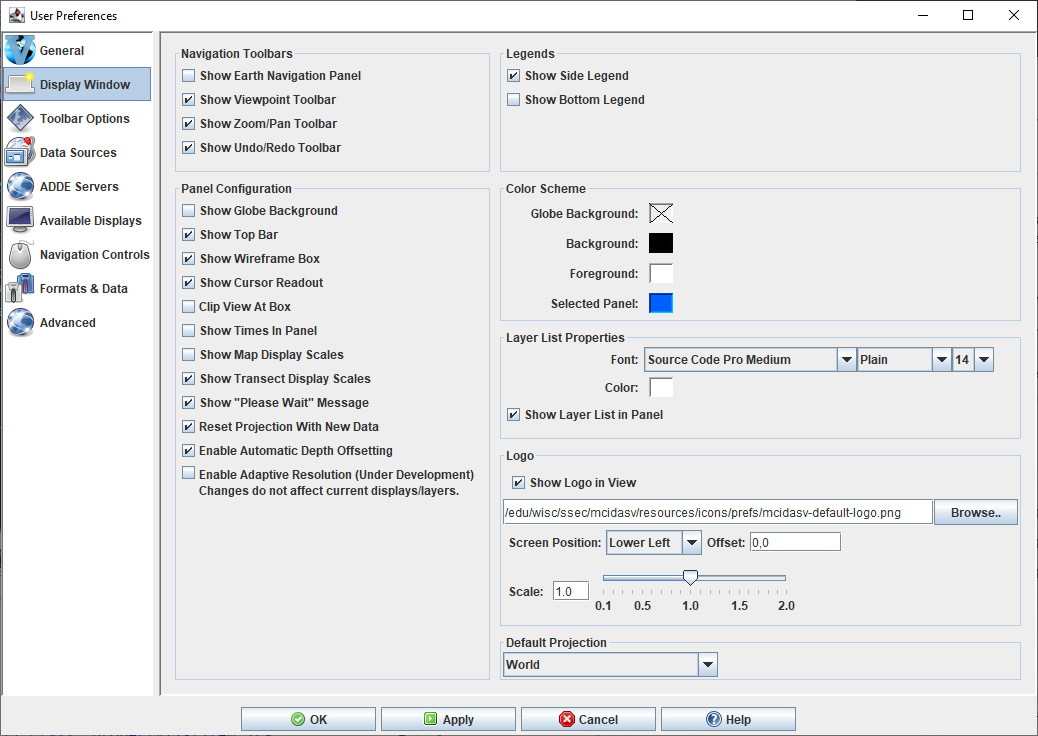 User Preferences
General
Display Window
Toolbar Options
Data Sources
ADDE Servers
Available Displays
Navigation Controls
Formats & Data
Advanced
Navigation Toolbars
Show Earth Navigation Panel
Show Viewpoint Toolbar
Show Zoom/Pan Toolbar
Show Undo/Redo Toolbar
Panel Configuration
Show Globe Background
Show Top Bar
Show Wireframe Box
Show Cursor Readout
Clip View At Box
Show Times In Panel
Show Map Display Scales
Show Transect Display Scales
Show "Please Wait" Message
Reset Projection With New Data
Enable Automatic Depth Offsetting
Enable Adaptive Resolution (Under Development)
Changes do not affect current displays/layers.
Legends
Show Side Legend
Show Bottom Legend
Color Scheme
Globe Background:
Background:
Foreground:
Selected Panel:
Layer List Properties
Font: Source Code Pro Medium Plain 14
Color:
Show Layer List in Panel
Logo
Show Logo in View
/edu/wisc/ssec/mcidasv/resources/icons/prefs/mcidasv-default-logo.png Browse..
Screen Position: Lower Left Offset: 0,0
Scale: 1.0
0.1 0.5 1.0 1.5 2.0
Default Projection
World
OK Apply Cancel Help